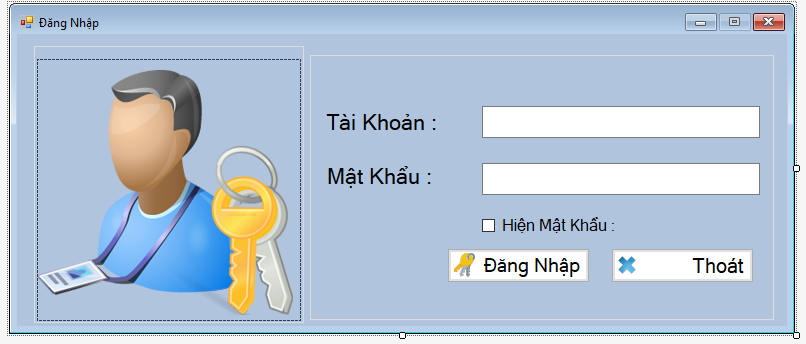 Đăng Nhập
Tài Khoản :
Mật Khẩu :
Hiện Mật Khẩu :
Đăng Nhập
Thoát